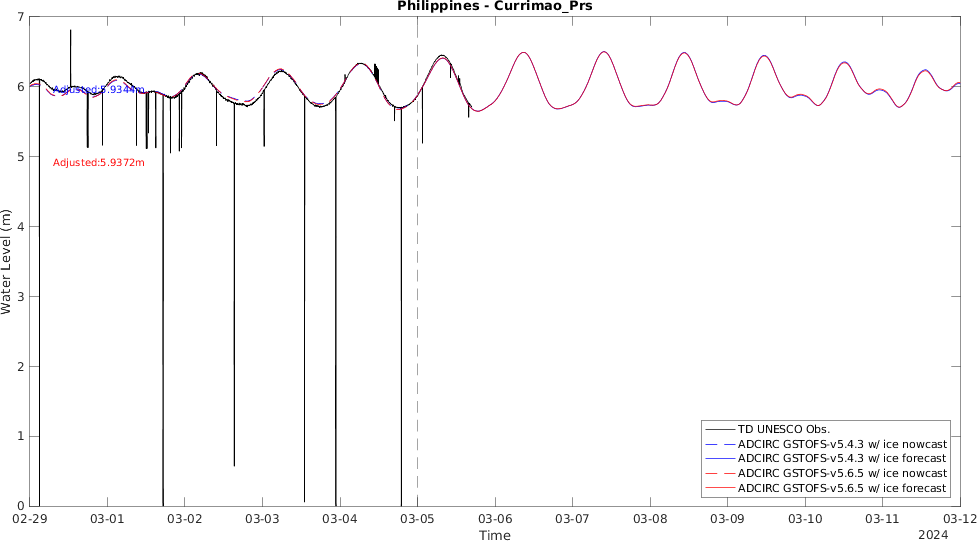 Philippines - Currimao_Prs
7
6
5
4
3
2
1
0
Water Level (m)
Adjusted:5.9344m
Adjusted:5.9372m
TD UNESCO Obs.
ADCIRC GSTOFS-v5.4.3 w/ ice nowcast
ADCIRC GSTOFS-v5.4.3 w/ ice forecast
ADCIRC GSTOFS-v5.6.5 w/ ice nowcast
ADCIRC GSTOFS-v5.6.5 w/ ice forecast
02-29 03-01 03-02 03-03 03-04 03-05 03-06 03-07 03-08 03-09 03-10 03-11 03-12
Time
2024